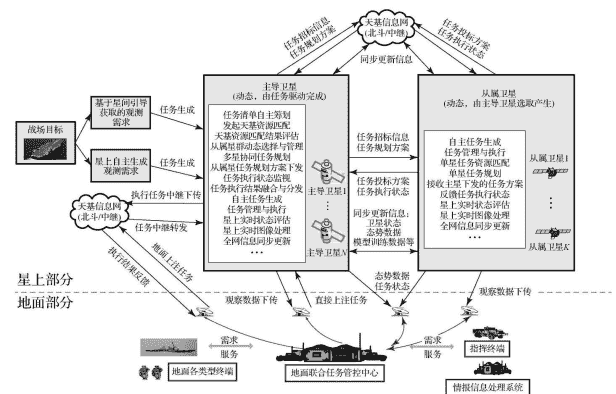 天基信息网
(北斗/中继)
任务招标信息
任务规划方案
任务投标方案
任务执行状态
同步更新信息
主导卫星
(动态，由任务驱动完成)
任务清单自主筹划
发起天基资源匹配
天基资源匹配结果评估
从属星群动态选择与管理
多星协同任务规划
从属星任务规划方案下发
任务执行状态监视
任务执行结果融合与分发
自主任务生成
任务管理与执行
星上实时状态评估
星上实时图像处理
全网信息同步更新
···
主导卫星1
主导卫星N
从属卫星
(动态，由主导卫星选取产生)
自主任务生成
任务管理与执行
单星任务资源匹配
单星任务规划
接收主星下发的任务方案
反馈任务执行状态
星上实时状态评估
星上实时图像处理
全网信息同步更新
···
从属卫星1
从属卫星K
任务招标信息
任务规划方案
任务投标方案
任务执行状态
同步更新信息：
卫星状态
态势数据
模型训练数据等
战场目标
基于星间引导
获取的观测
需求
星上自主生成
观测需求
任务生成
任务生成
执行任务中继下传
天基信息网
(北斗/中继)
任务中继转发
地面上注任务
执行结果反馈
星上部分
地面部分
观察数据下传
直接上注任务
态势数据
任务状态
观察数据下传
需求
服务
地面各类型终端
地面联合任务管控中心
需求
服务
指挥终端
情报信息处理系统